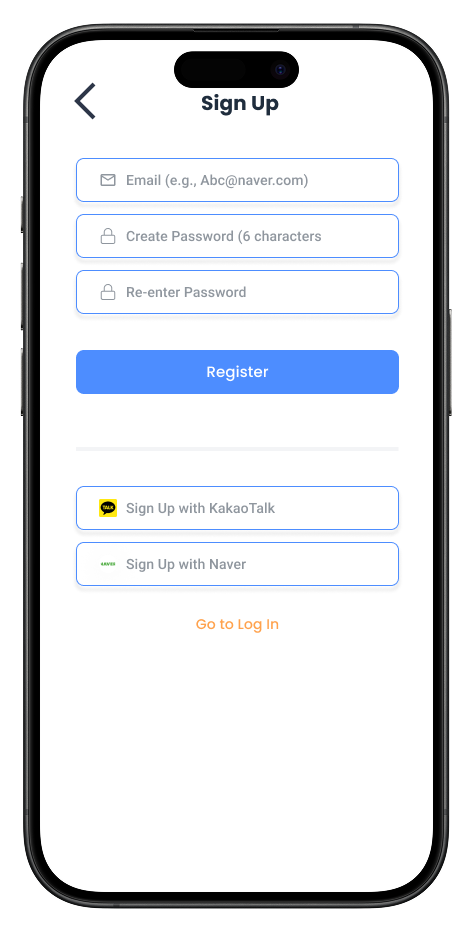 Sign Up
Email (e.g., Abc@naver.com)
Create Password (6 characters
Re-enter Password
Register
TALK
Sign Up with KakaoTalk
NAVER
Sign Up with Naver
Go to Log In